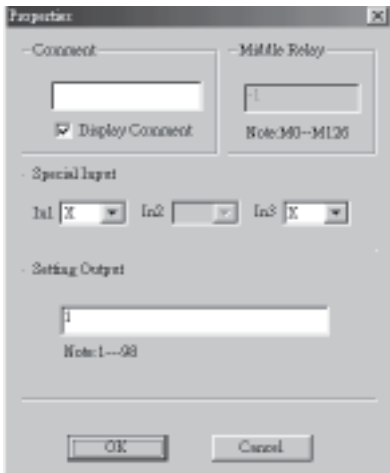 Properties
Comment
Display Comment
Middle Relay
-1
Note:M0--M126
Special Input
In1 X In2 In3 X
Setting Output
1
Note:1---98
OK Cancel